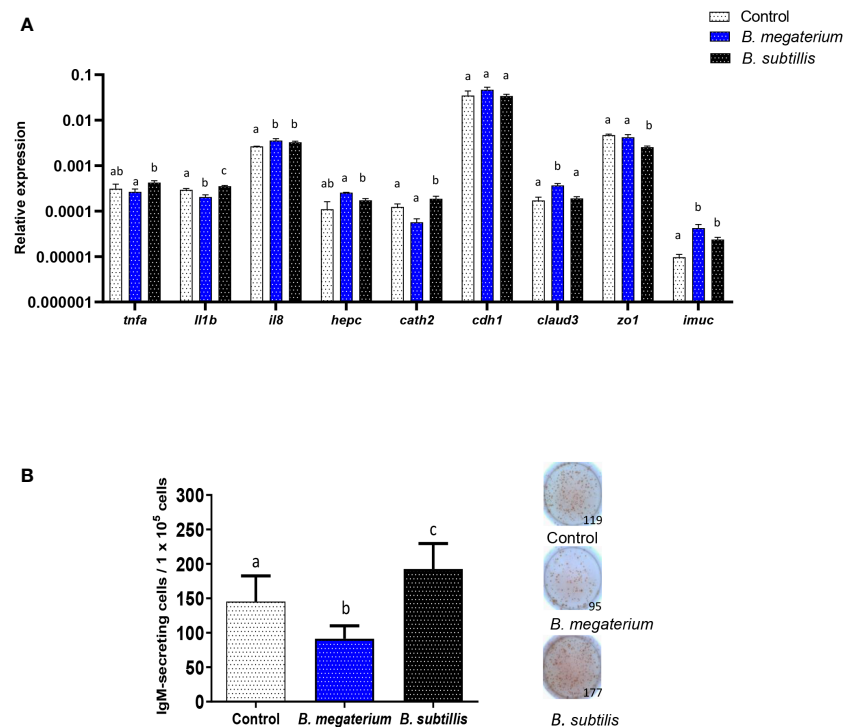 A
Control
B. megaterium
B. subtillis
Relative expression
0.1
0.01
0.001
0.0001
0.00001
0.000001
ab a b
a b c
a b b
ab a b
a a b
a a a
a b a
a a b
a b b
tnfa Il1b il8 hepc cath2 cdh1 claud3 zo1 imuc
B
IgM-secreting cells / 1 x 10⁵ cells
300
250
200
150
100
50
0
a
b
c
Control B. megaterium B. subtillis
119
Control
95
B. megaterium
177
B. subtilis